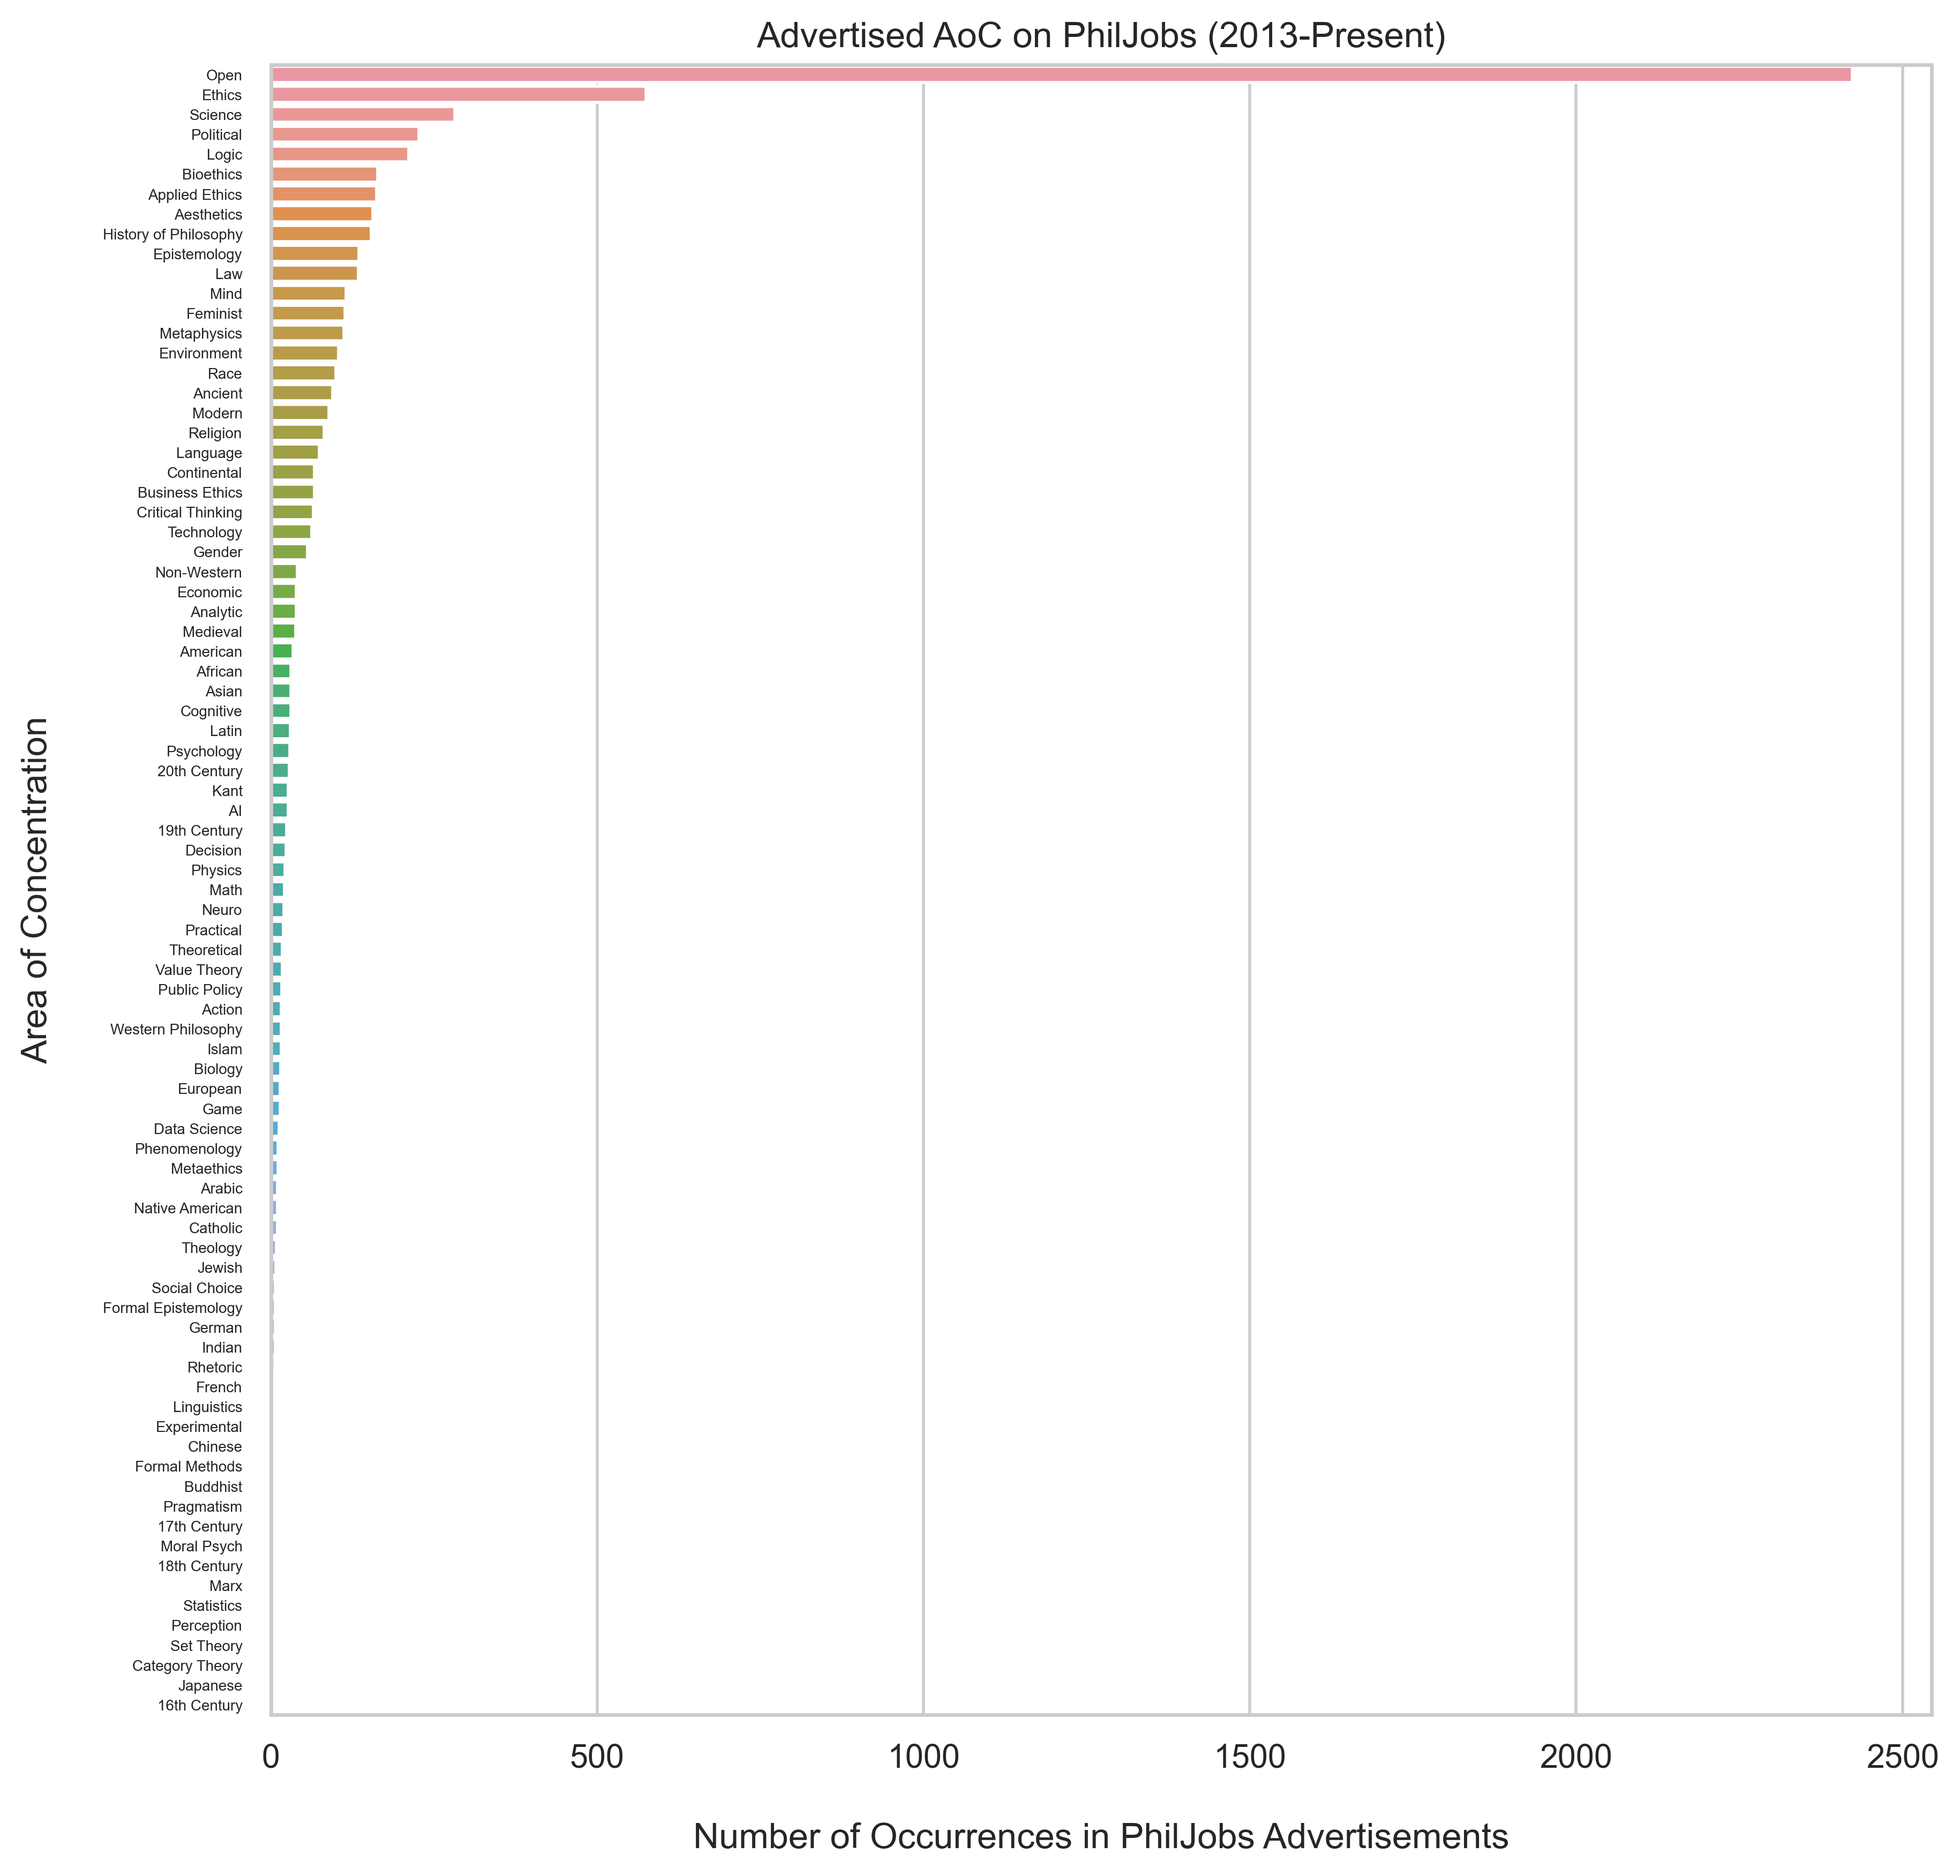 Advertised AoC on PhilJobs (2013-Present)
Open
Ethics
Science
Political
Logic
Bioethics
Applied Ethics
Aesthetics
History of Philosophy
Epistemology
Law
Mind
Feminist
Metaphysics
Environment
Race
Ancient
Modern
Religion
Language
Continental
Business Ethics
Critical Thinking
Technology
Gender
Non-Western
Economic
Analytic
Medieval
American
African
Asian
Cognitive
Latin
Psychology
20th Century
Kant
AI
19th Century
Decision
Physics
Math
Neuro
Practical
Theoretical
Value Theory
Public Policy
Action
Western Philosophy
Islam
Biology
European
Game
Data Science
Phenomenology
Metaethics
Arabic
Native American
Catholic
Theology
Jewish
Social Choice
Formal Epistemology
German
Indian
Rhetoric
French
Linguistics
Experimental
Chinese
Formal Methods
Buddhist
Pragmatism
17th Century
Moral Psych
18th Century
Marx
Statistics
Perception
Set Theory
Category Theory
Japanese
16th Century
Area of Concentration
0 500 1000 1500 2000 2500
Number of Occurrences in PhilJobs Advertisements